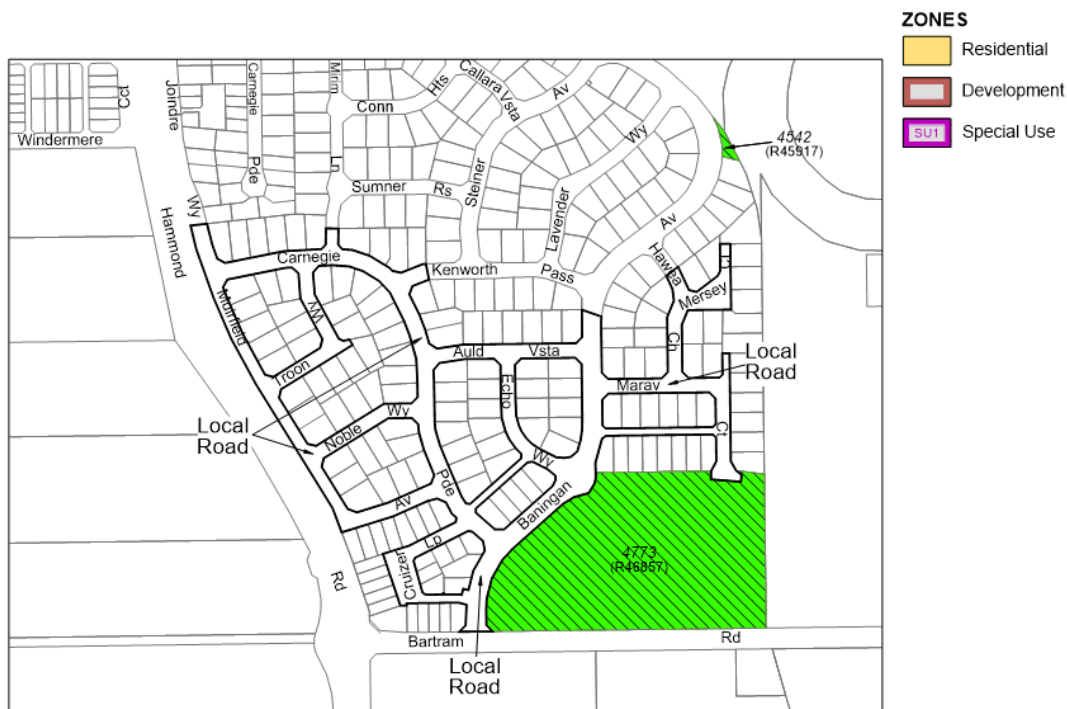 ZONES
Residential
Development
SU1 Special Use
Cct
Windermere
Joindre
Wy
Carnegie
Pde
Mirim
Ln
Conn
Hts
Callara Vsta
Av
Wy
4542
(R45917)
Sumner
Rs
Steiner
Lavender
Av
Hammond
Carnegie
Kenworth
Pass
Hawea
Mersey
Muirfield
Wy
Troon
Auld
Vsta
Ch
Local
Road
Marav
Echo
Local
Road
Noble
Wy
Ct
Wy
Pde
Av
Baningan
Lp
Cruizer
4773
(R46857)
Rd
Bartram
Rd
Local
Road